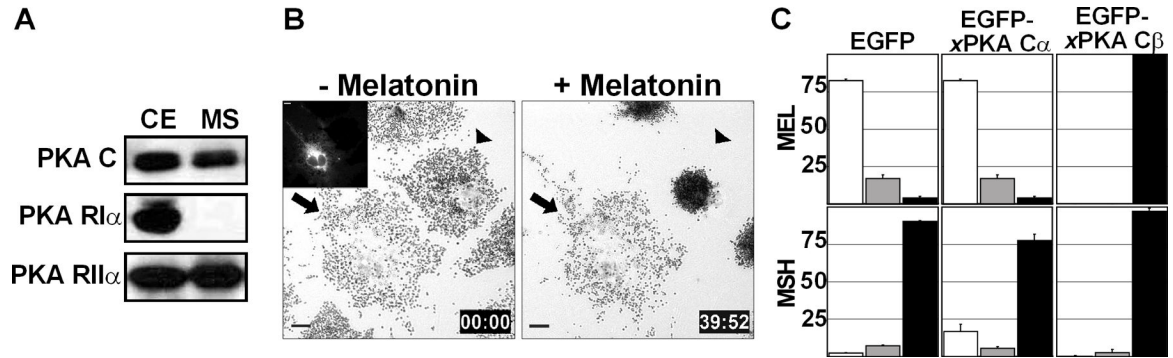 A
CE MS
PKA C
PKA RIα
PKA RIIα
B
- Melatonin
+ Melatonin
00:00
39:52
C
EGFP
EGFP-
xPKA Cα
EGFP-
xPKA Cβ
MEL
75
50
25
MSH
75
50
25